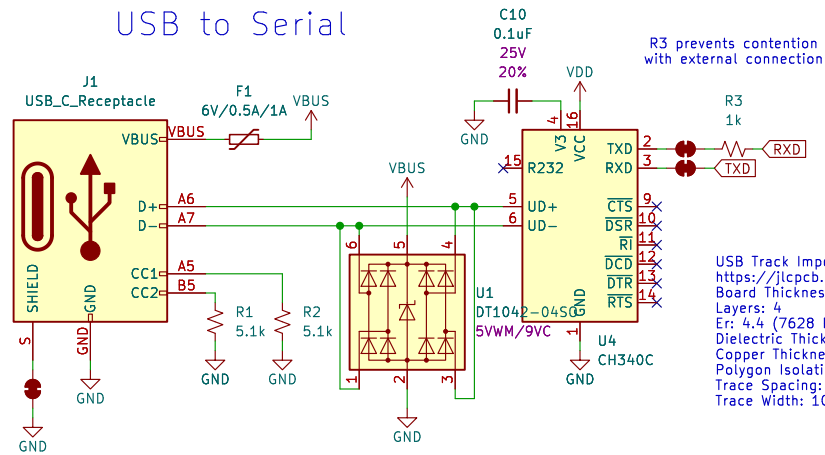 USB to Serial
C10
0.1uF
25V
20%
R3 prevents contention
with external connection
J1
USB_C_Receptacle
F1
6V/0.5A/1A
VBUS
VDD
R3
1k
GND
VBUS
VBUS
4
16
V3
VCC
TXD
2
RXD
RXD
3
TXD
15
R232
VBUS
D+
A6
5
UD+
CTS
9
D-
A7
6
UD-
DSR
10
RI
11
DCD
12
DTR
13
RTS
14
6
5
4
CC1
A5
CC2
B5
SHIELD
GND
R1
5.1k
R2
5.1k
U1
DT1042-04SO
5VWM/9VC
GND
USB Track Impe
https://jlcpcb.
Board Thicknes
Layers: 4
Er: 4.4 (7628
Dielectric Thick
Copper Thickne
Polygon Isolati
Trace Spacing:
Trace Width: 10
S
GND
1
U4
CH340C
GND
GND
GND
GND
1
2
3
GND
GND